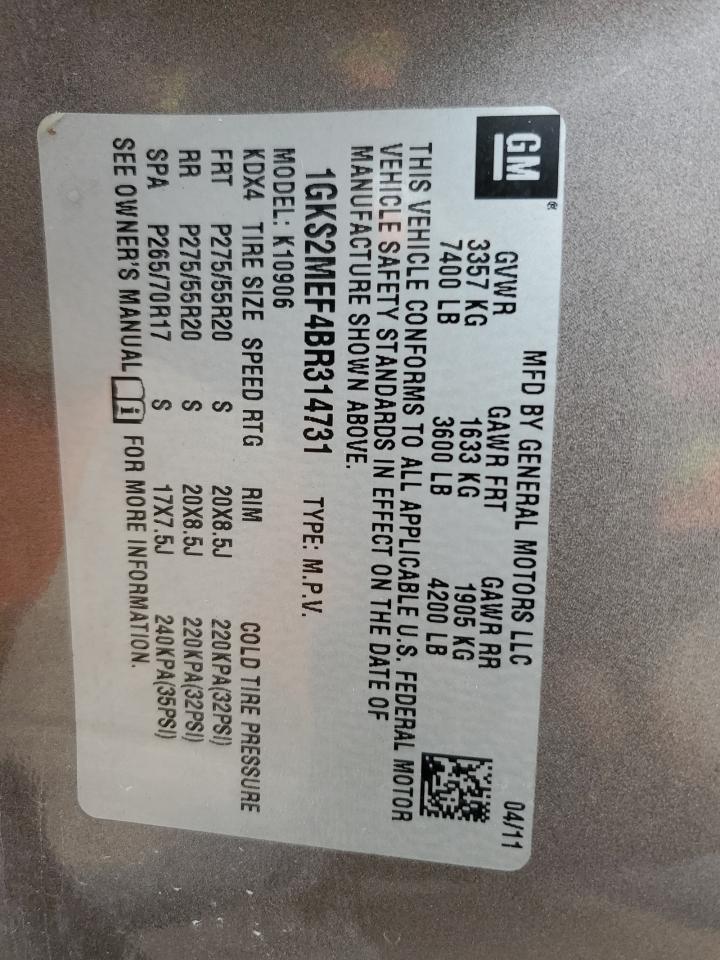 GM®
MFD BY GENERAL MOTORS LLC 04/11
GVWR GAWR FRT GAWR RR
3357 KG 1633 KG 1905 KG
7400 LB 3600 LB 4200 LB
THIS VEHICLE CONFORMS TO ALL APPLICABLE U.S. FEDERAL MOTOR
VEHICLE SAFETY STANDARDS IN EFFECT ON THE DATE OF
MANUFACTURE SHOWN ABOVE.
1GKS2MEF4BR314731 TYPE: M.P.V.
MODEL: K10906
KDX4 TIRE SIZE SPEED RTG RIM COLD TIRE PRESSURE
FRT P275/55R20 S 20X8.5J 220KPA(32PSI)
RR P275/55R20 S 20X8.5J 220KPA(32PSI)
SPA P265/70R17 S 17X7.5J 240KPA(35PSI)
SEE OWNER'S MANUAL i FOR MORE INFORMATION.